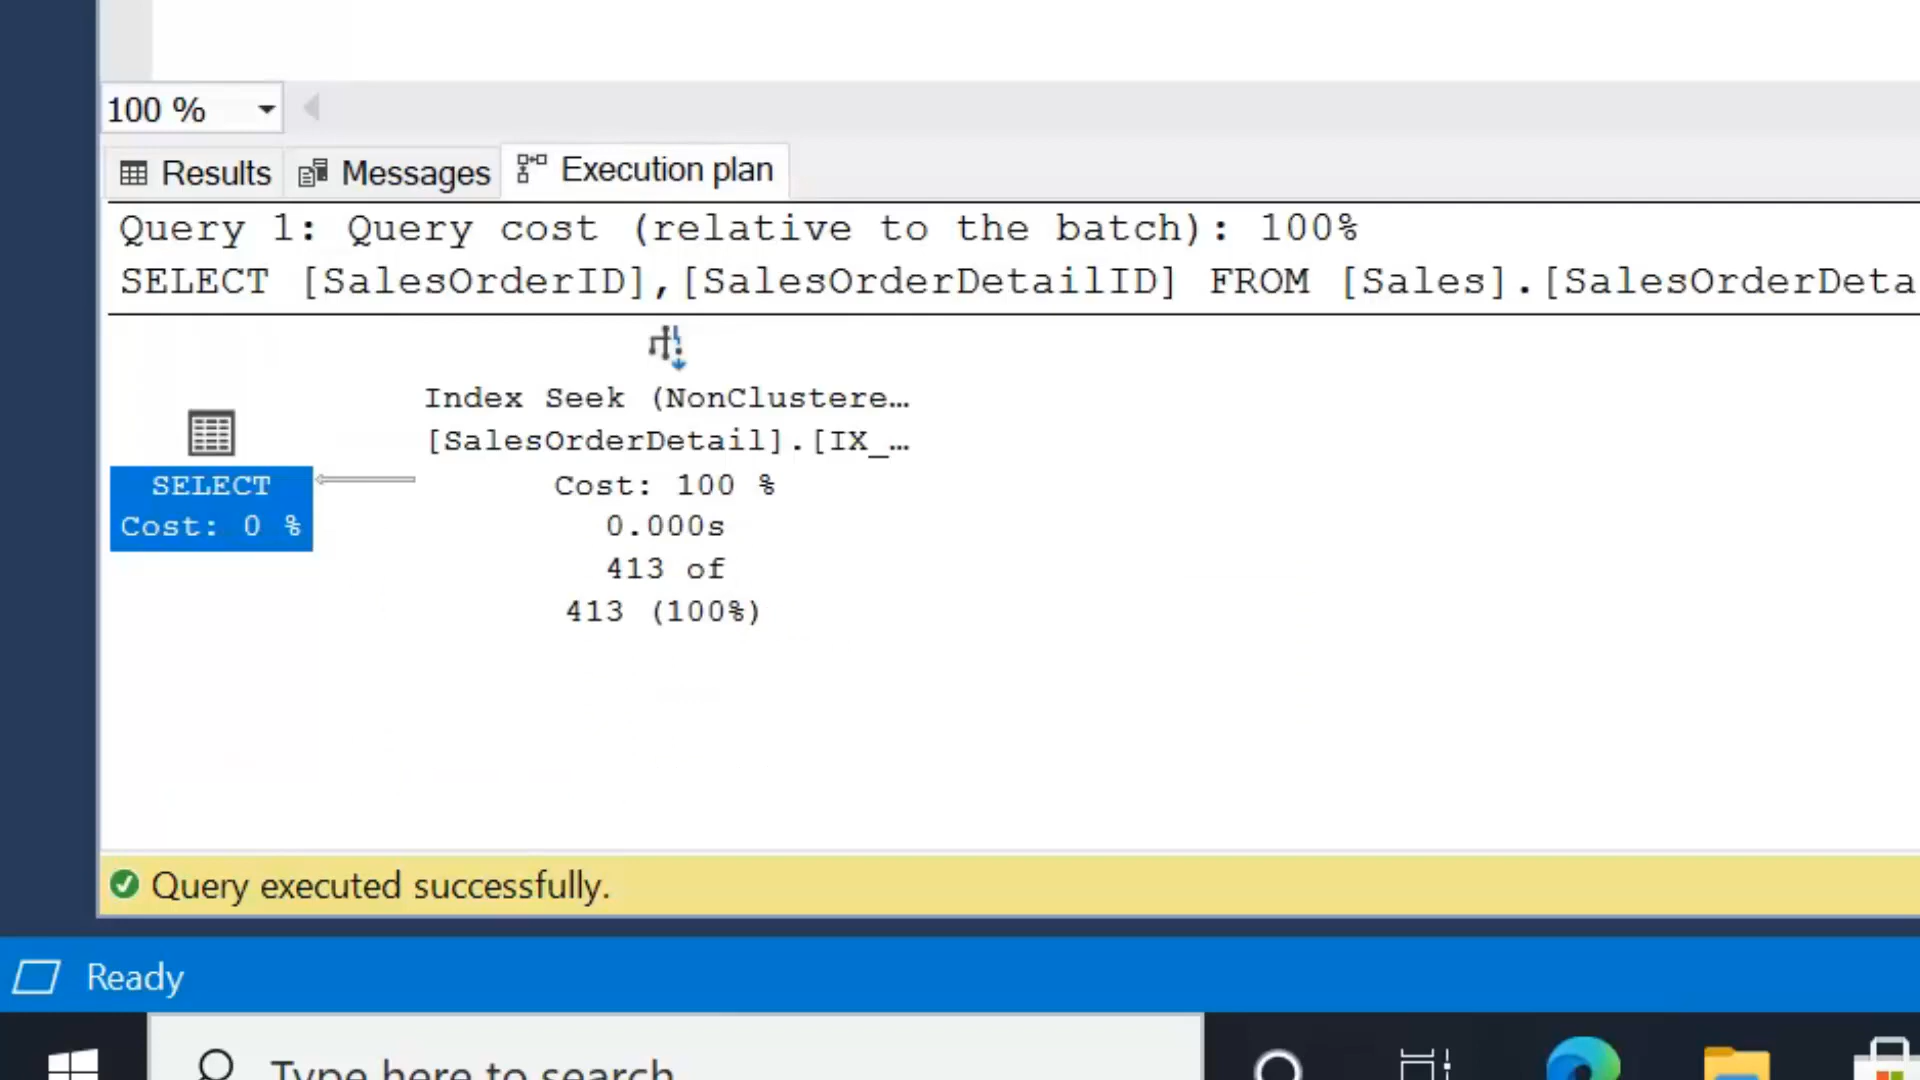 100 %
Results Messages Execution plan
Query 1: Query cost (relative to the batch): 100%
SELECT [SalesOrderID],[SalesOrderDetailID] FROM [Sales].[SalesOrderDeta
Index Seek (NonClustere...
[SalesOrderDetail].[IX_...
Cost: 100 %
0.000s
413 of
413 (100%)
SELECT
Cost: 0 %
Query executed successfully.
Ready
Type here to search